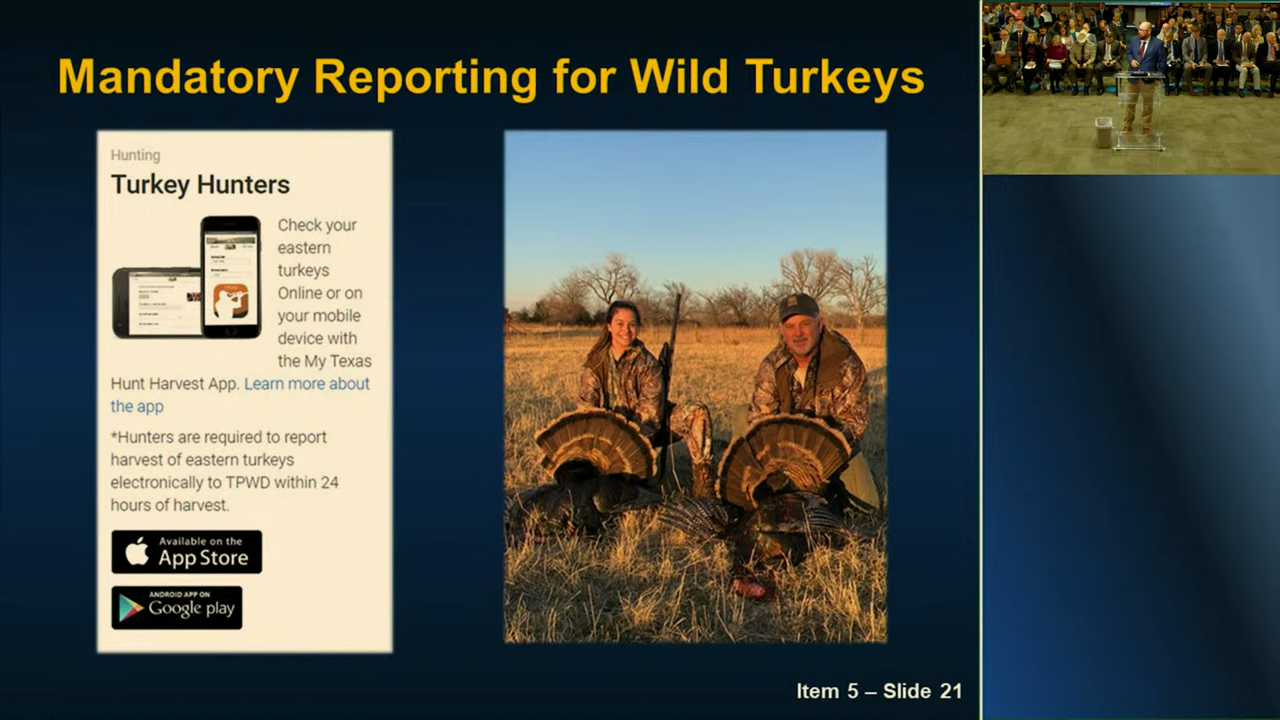 Mandatory Reporting for Wild Turkeys
Hunting
Turkey Hunters
Check your
eastern
turkeys
Online or on
your mobile
device with
the My Texas
Hunt Harvest App. Learn more about
the app
*Hunters are required to report
harvest of eastern turkeys
electronically to TPWD within 24
hours of harvest.
Available on the
App Store
ANDROID APP ON
Google play
Item 5 – Slide 21